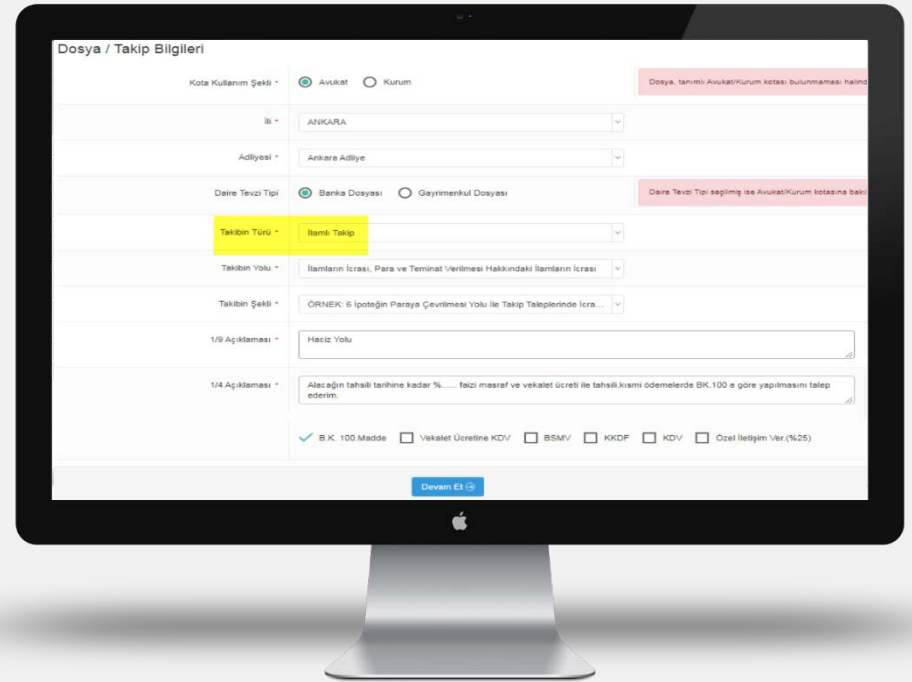 Dosya / Takip Bilgileri
Kota Kullanım Şekli * Avukat Kurum Dosya, tanımlı Avukat/Kurum kotası bulunmaması halind
İli * ANKARA
Adliyesi * Ankara Adliye
Daire Tevzi Tipi Banka Dosyası Gayrimenkul Dosyası Daire Tevzi Tipi seçilmiş ise Avukat/Kurum kotasına bakıl
Takibin Türü * İlamlı Takip
Takibin Yolu * İlamların İcrası, Para ve Teminat Verilmesi Hakkındaki İlamların İcrası
Takibin Şekli * ÖRNEK: 6 İpoteğin Paraya Çevrilmesi Yolu İle Takip Taleplerinde İcra...
1/9 Açıklaması * Haciz Yolu
1/4 Açıklaması * Alacağın tahsili tarihine kadar %...... faizi masraf ve vekalet ücreti ile tahsili,kısmi ödemelerde BK.100 e göre yapılmasını talep
ederim.
B.K. 100.Madde Vekalet Ücretine KDV BSMV KKDF KDV Özel İletişim Ver.(%25)
Devam Et